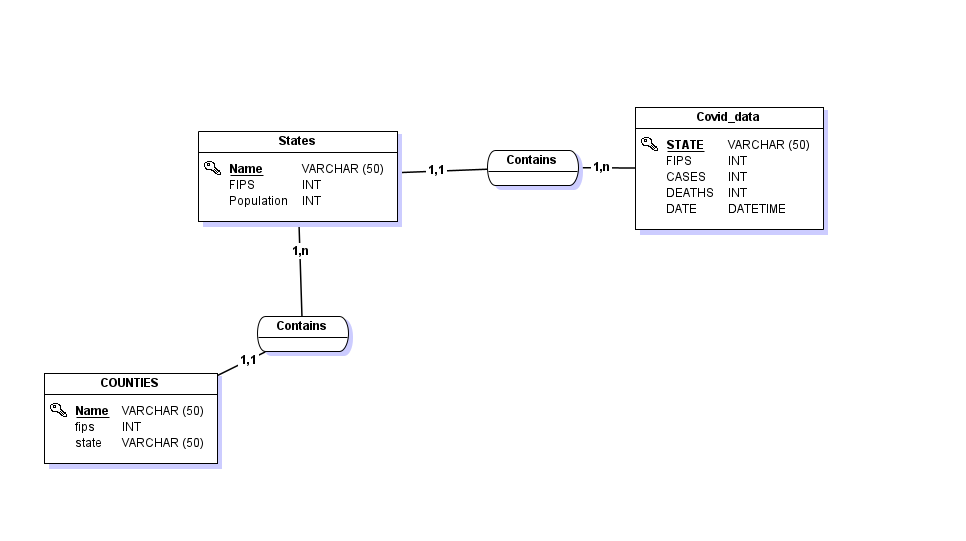 Covid_data
STATE VARCHAR (50)
FIPS INT
CASES INT
DEATHS INT
DATE DATETIME
States
Name VARCHAR (50)
FIPS INT
Population INT
1,1
Contains
1,n
1,n
Contains
1,1
COUNTIES
Name VARCHAR (50)
fips INT
state VARCHAR (50)